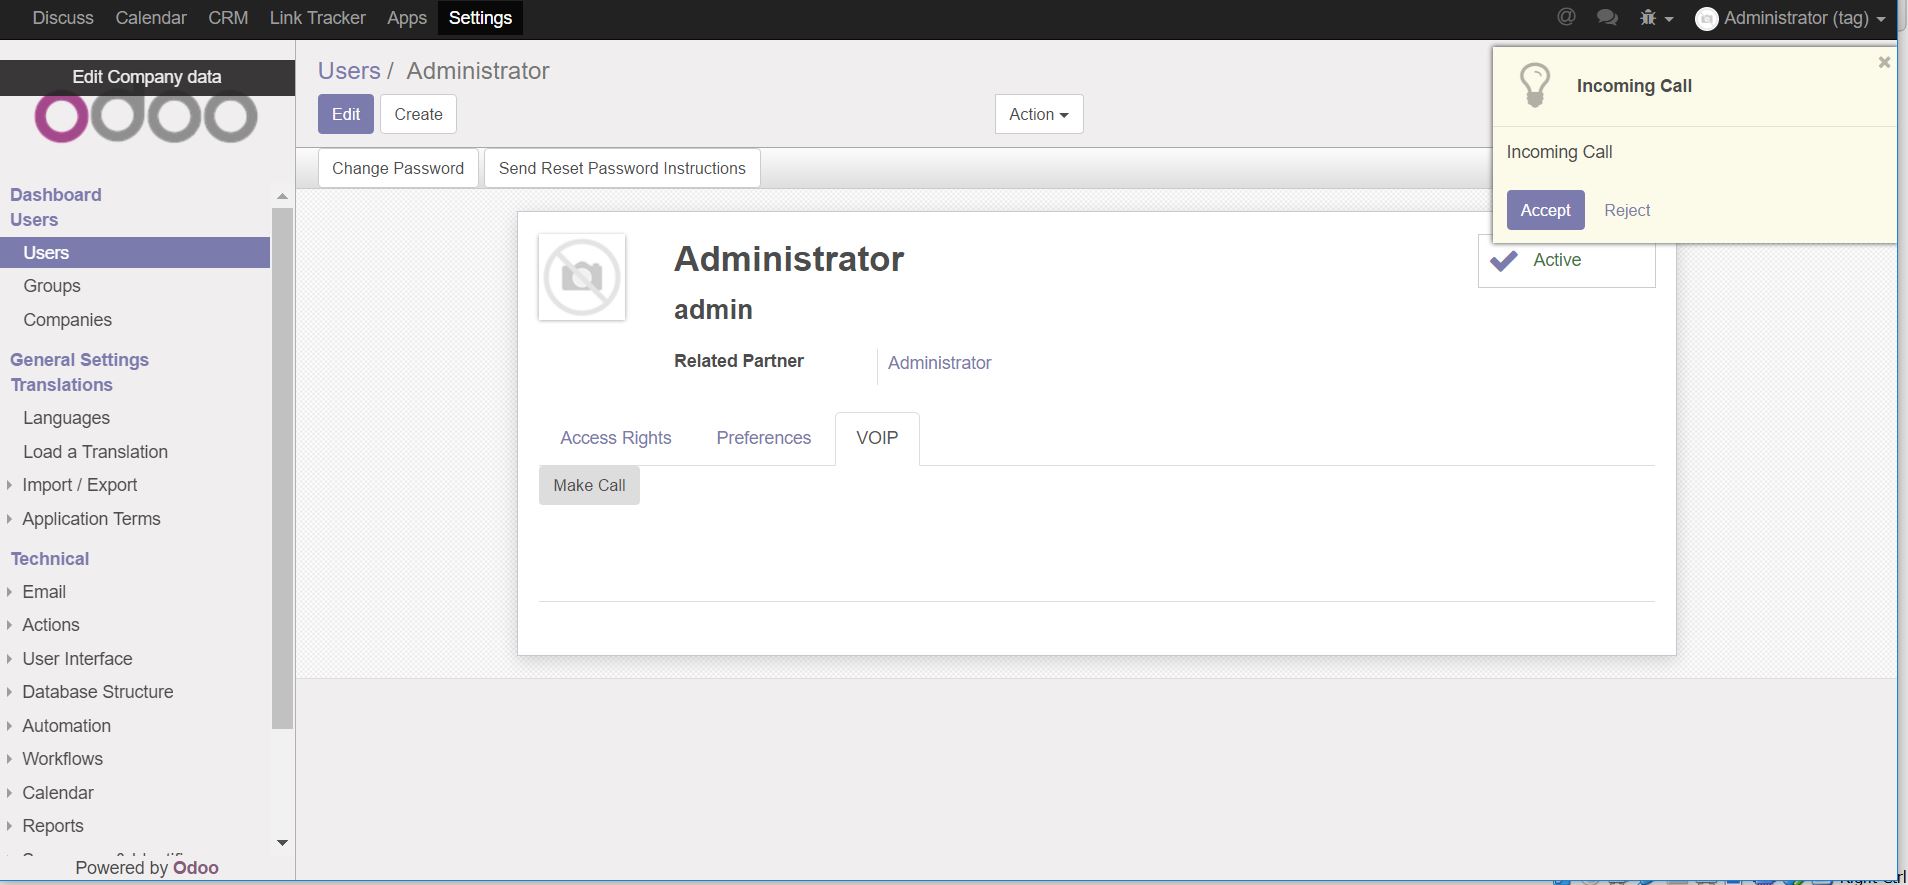 Discuss Calendar CRM Link Tracker Apps Settings @ Administrator (tag)
Edit Company data
odoo
Dashboard
Users
Users
Groups
Companies
General Settings
Translations
Languages
Load a Translation
Import / Export
Application Terms
Technical
Email
Actions
User Interface
Database Structure
Automation
Workflows
Calendar
Reports
Powered by Odoo
Users / Administrator
Edit Create Action
Change Password Send Reset Password Instructions
Incoming Call
Incoming Call
Accept Reject
Active
Administrator
admin
Related Partner Administrator
Access Rights Preferences VOIP
Make Call